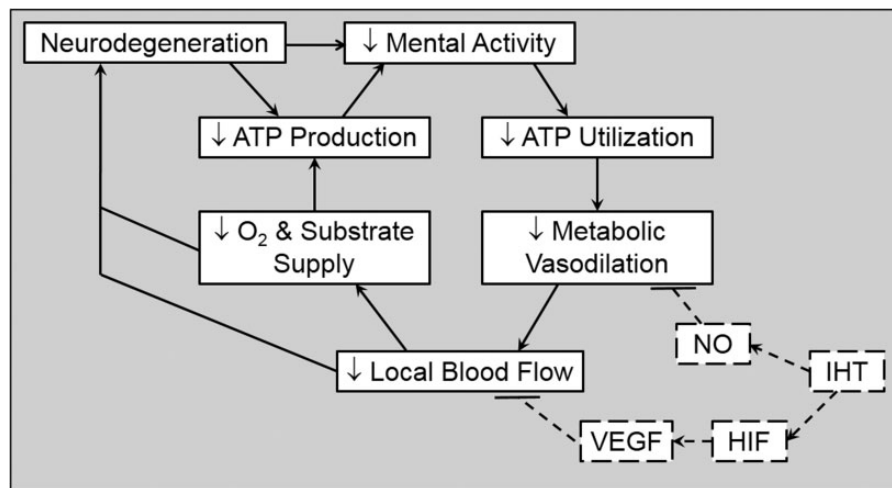 Neurodegeneration
↓ Mental Activity
↓ ATP Production
↓ ATP Utilization
↓ O₂ & Substrate
Supply
↓ Metabolic
Vasodilation
NO
IHT
↓ Local Blood Flow
VEGF
HIF